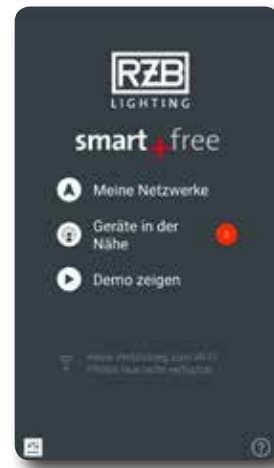 RZB
LIGHTING
smart+free
Meine Netzwerke
Geräte in der
Nähe
Demo zeigen